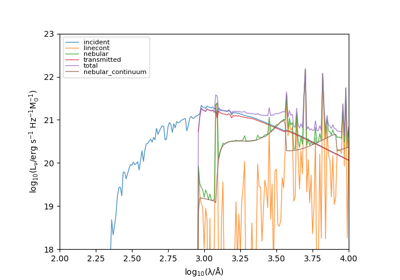 incident
linecont
nebular
transmitted
total
nebular_continuum
23
22
21
20
19
18
log₁₀(Lν/erg s⁻¹ Hz⁻¹ M⊙⁻¹)
2.00 2.25 2.50 2.75 3.00 3.25 3.50 3.75 4.00
log₁₀(λ/Å)